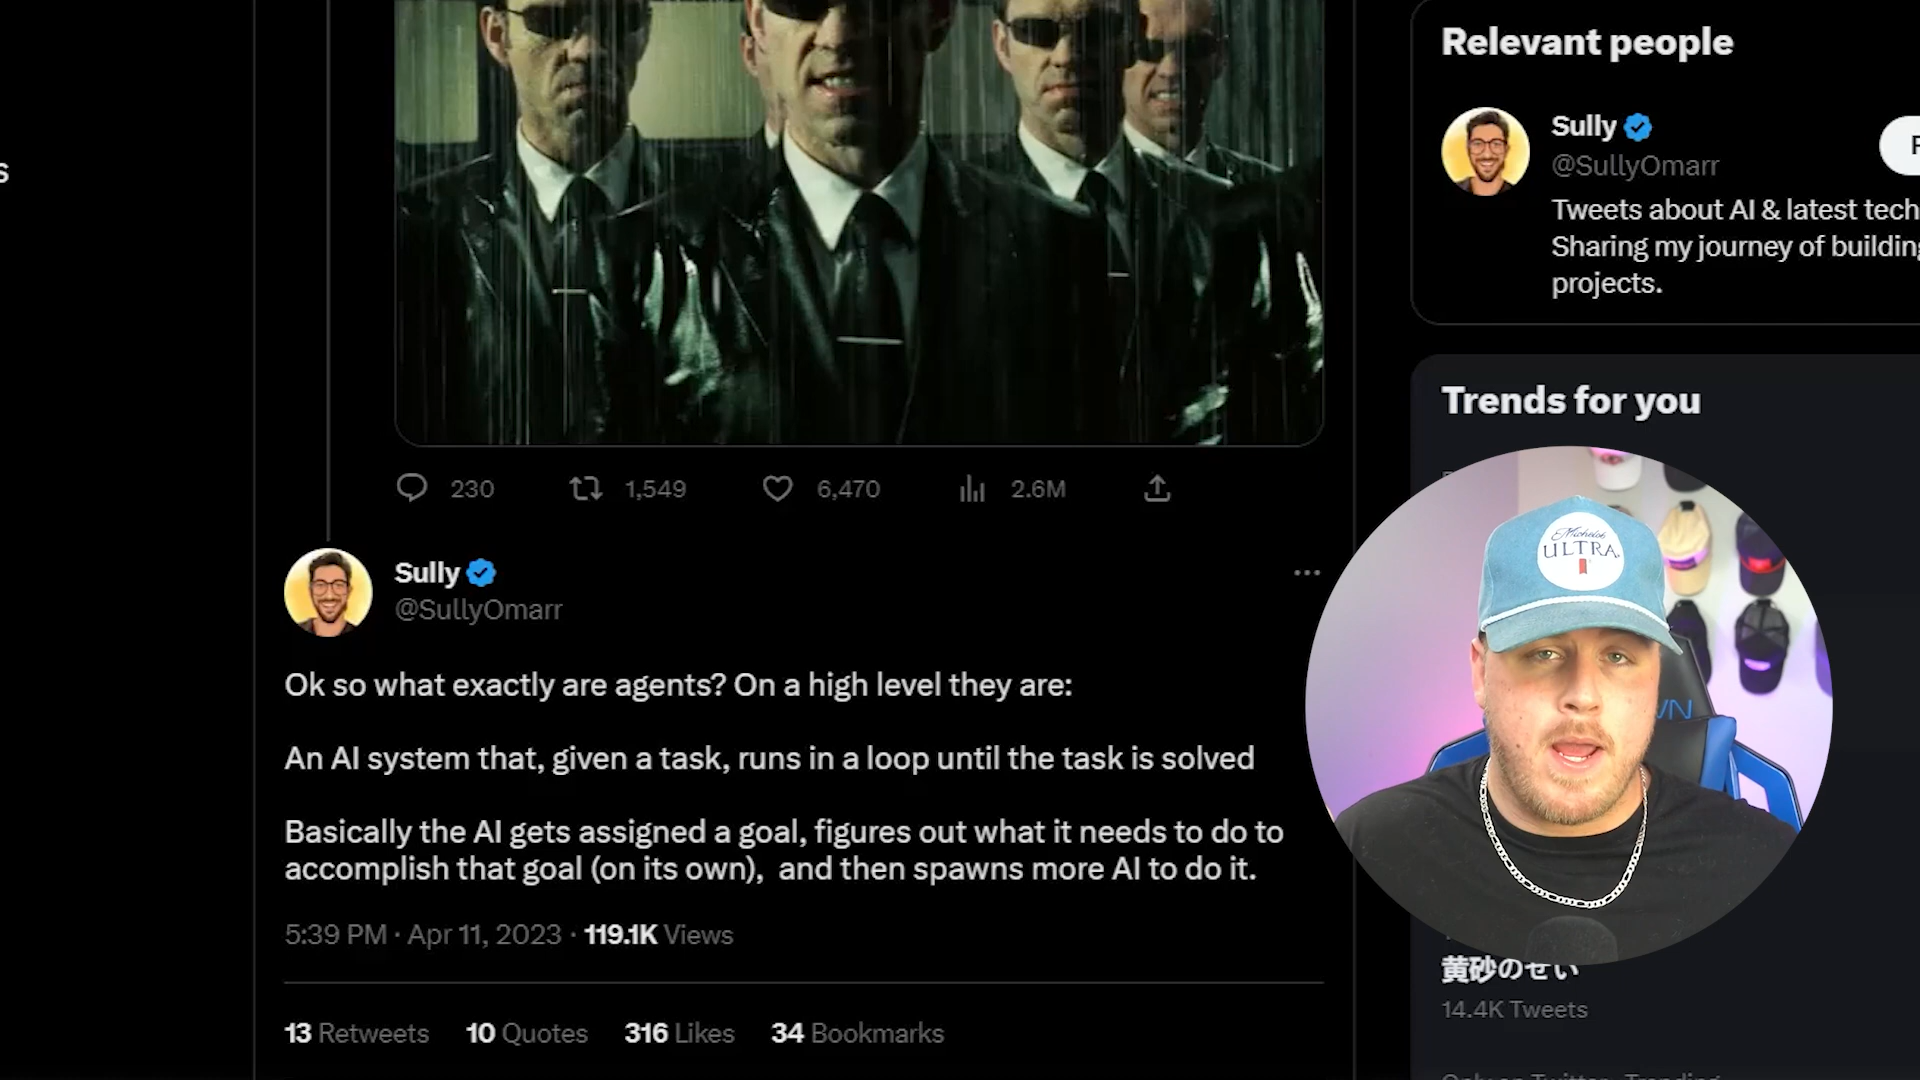 s
Relevant people
Sully
@SullyOmarr
Tweets about AI & latest tech
Sharing my journey of building
projects.
Trends for you
230 1,549 6,470 2.6M
Sully
@SullyOmarr
Michelob
ULTRA
Ok so what exactly are agents? On a high level they are:
An AI system that, given a task, runs in a loop until the task is solved
Basically the AI gets assigned a goal, figures out what it needs to do to
accomplish that goal (on its own), and then spawns more AI to do it.
5:39 PM · Apr 11, 2023 · 119.1K Views
黄砂のせい
14.4K Tweets
13 Retweets 10 Quotes 316 Likes 34 Bookmarks
Only on Twitter · Trending